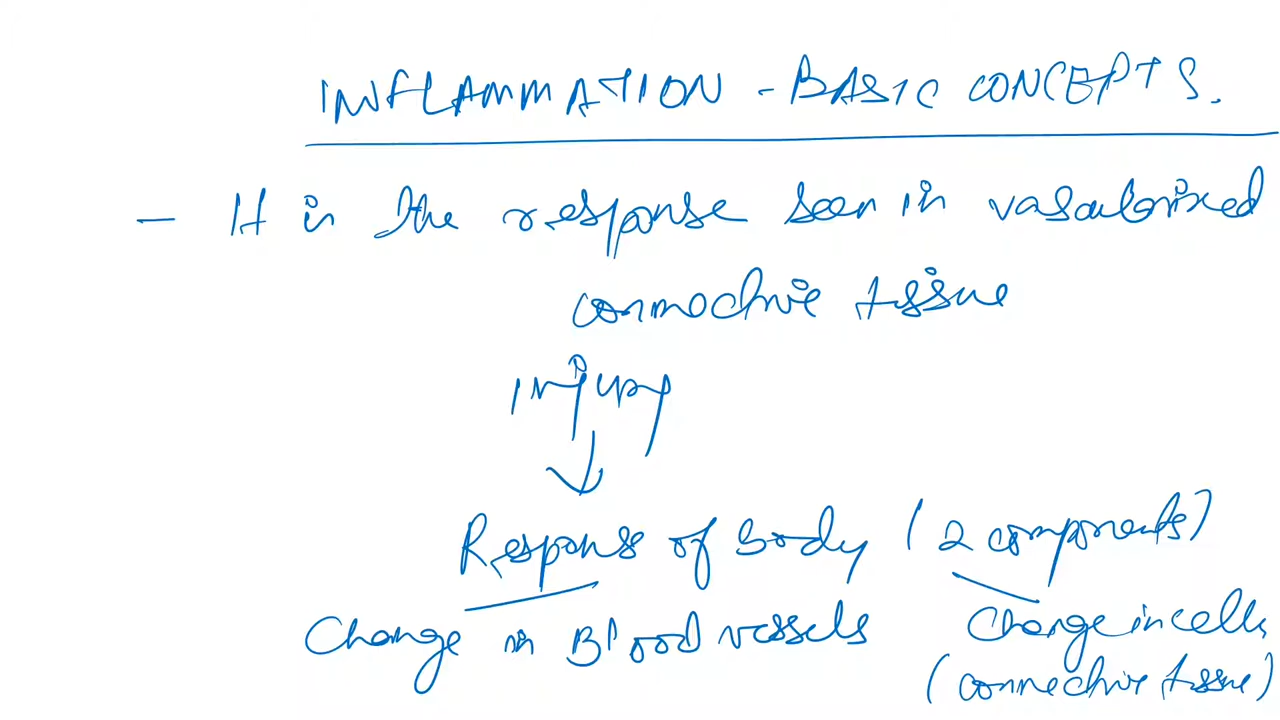 INFLAMMATION - BASIC CONCEPTS.
- It is the response seen in vascularized
connective tissue
injury
Response of body (2 components)
Change in Blood vessels Change in cells
(connective tissue)